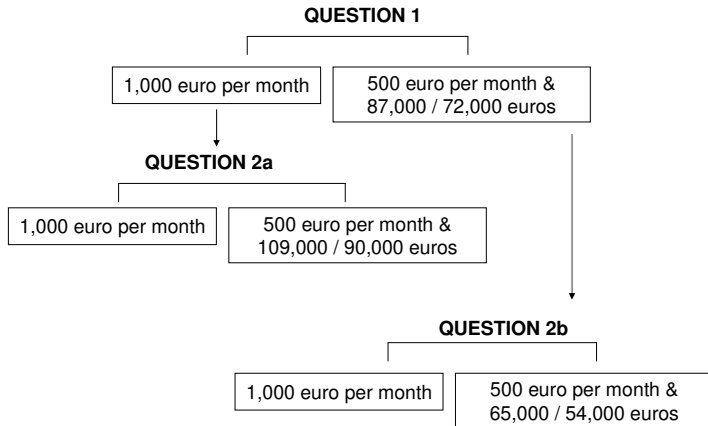 QUESTION 1
1,000 euro per month
500 euro per month &
87,000 / 72,000 euros
QUESTION 2a
1,000 euro per month
500 euro per month &
109,000 / 90,000 euros
QUESTION 2b
1,000 euro per month
500 euro per month &
65,000 / 54,000 euros